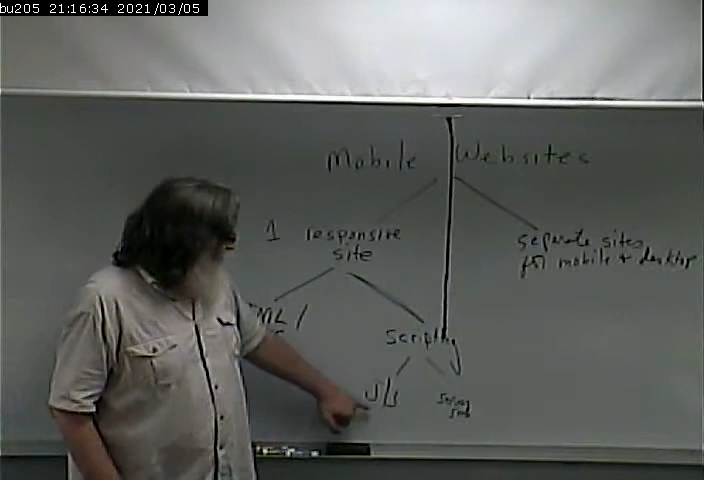 bu205 21:16:34 2021/03/05
Mobile Websites
1 responsive
site
separate sites
for mobile + desktop
Scripting
J/s